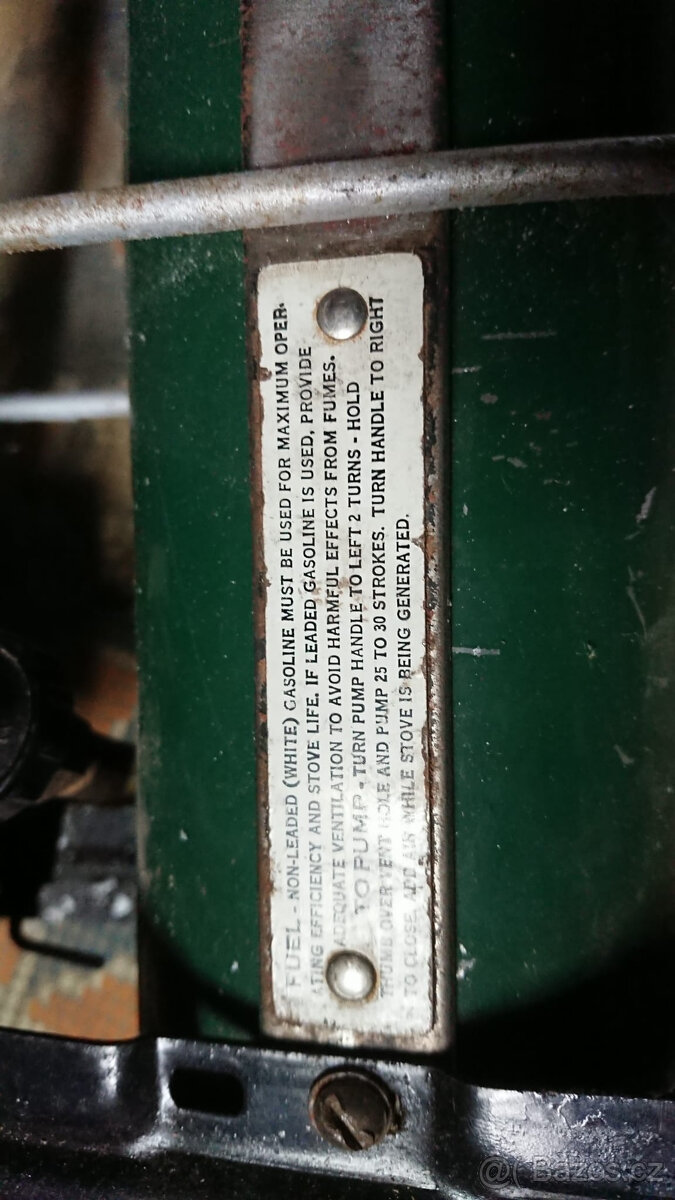 FUEL - NON-LEADED (WHITE) GASOLINE MUST BE USED FOR MAXIMUM OPER-
ATING EFFICIENCY AND STOVE LIFE. IF LEADED GASOLINE IS USED, PROVIDE
ADEQUATE VENTILATION TO AVOID HARMFUL EFFECTS FROM FUMES.
TO PUMP - TURN PUMP HANDLE TO LEFT 2 TURNS - HOLD
THUMB OVER VENT HOLE AND PUMP 25 TO 30 STROKES. TURN HANDLE TO RIGHT
TO CLOSE. ADD AIR WHILE STOVE IS BEING GENERATED.
@ Bazos.cz